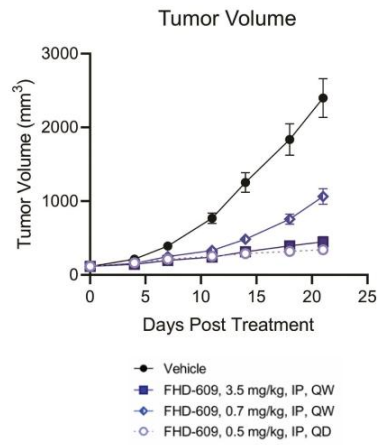 Tumor Volume
3000
2000
1000
0
Tumor Volume (mm³)
0 5 10 15 20 25
Days Post Treatment
Vehicle
FHD-609, 3.5 mg/kg, IP, QW
FHD-609, 0.7 mg/kg, IP, QW
FHD-609, 0.5 mg/kg, IP, QD